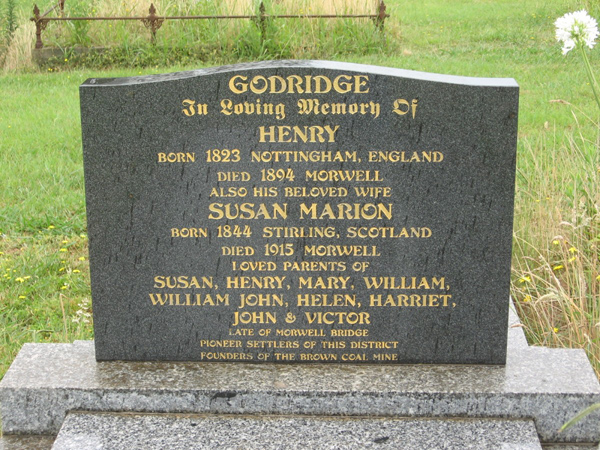 GODRIDGE
In Loving Memory Of
HENRY
BORN 1823 NOTTINGHAM, ENGLAND
DIED 1894 MORWELL
ALSO HIS BELOVED WIFE
SUSAN MARION
BORN 1844 STIRLING, SCOTLAND
DIED 1915 MORWELL
LOVED PARENTS OF
SUSAN, HENRY, MARY, WILLIAM,
WILLIAM JOHN, HELEN, HARRIET,
JOHN & VICTOR
LATE OF MORWELL BRIDGE
PIONEER SETTLERS OF THIS DISTRICT
FOUNDERS OF THE BROWN COAL MINE